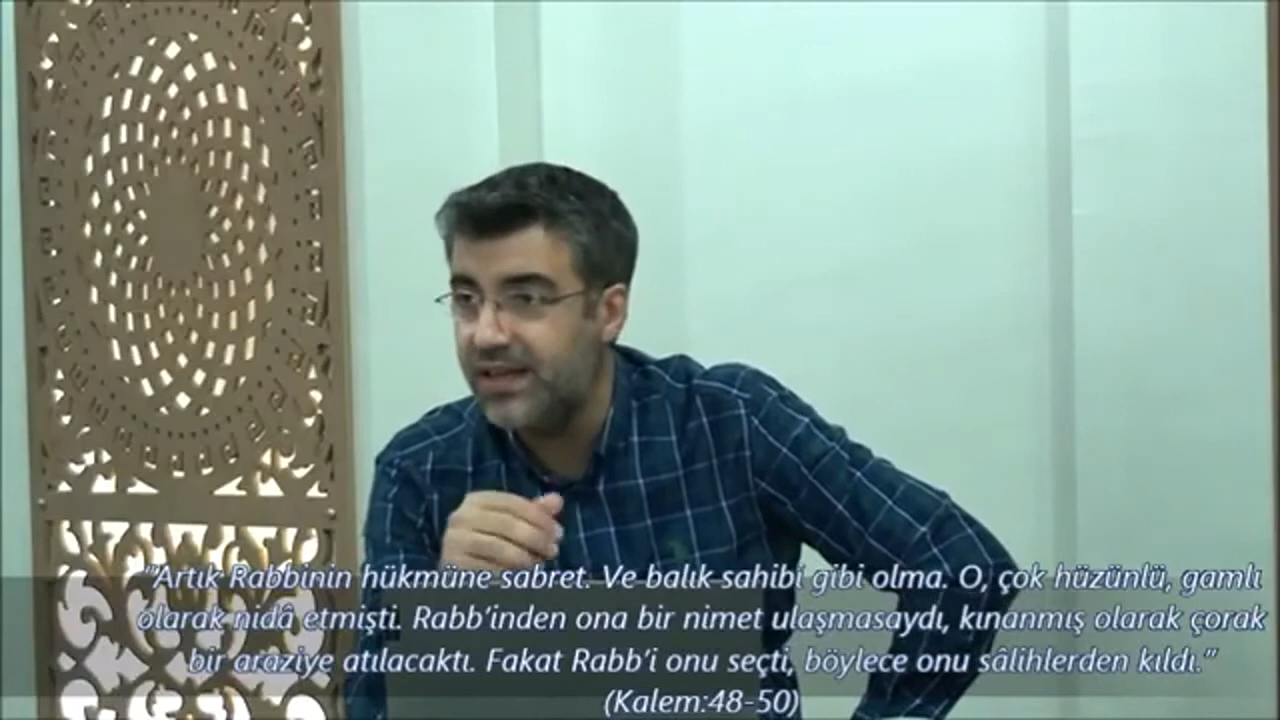 "Artık Rabbinin hükmüne sabret. Ve balık sahibi gibi olma. O, çok hüzünlü, gamlı
olarak nidâ etmişti. Rabb'inden ona bir nimet ulaşmasaydı, kınanmış olarak çorak
bir araziye atılacaktı. Fakat Rabb'i onu seçti, böylece onu sâlihlerden kıldı."
(Kalem:48-50)